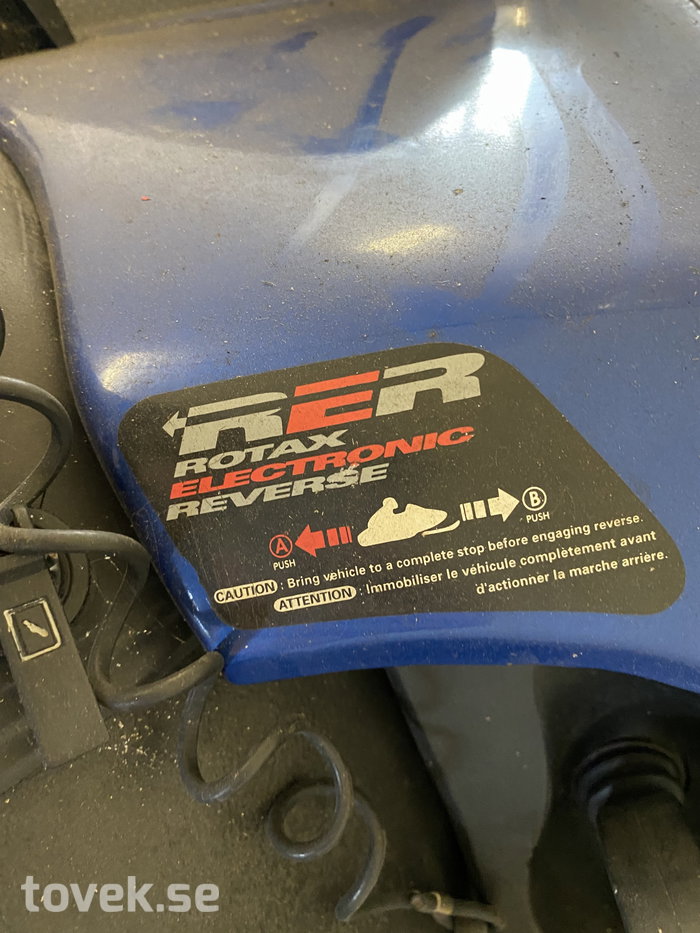 RER
ROTAX
ELECTRONIC
REVERSE
A B
PUSH PUSH
CAUTION : Bring vehicle to a complete stop before engaging reverse.
ATTENTION : Immobiliser le véhicule complètement avant
d'actionner la marche arrière.
tovek.se